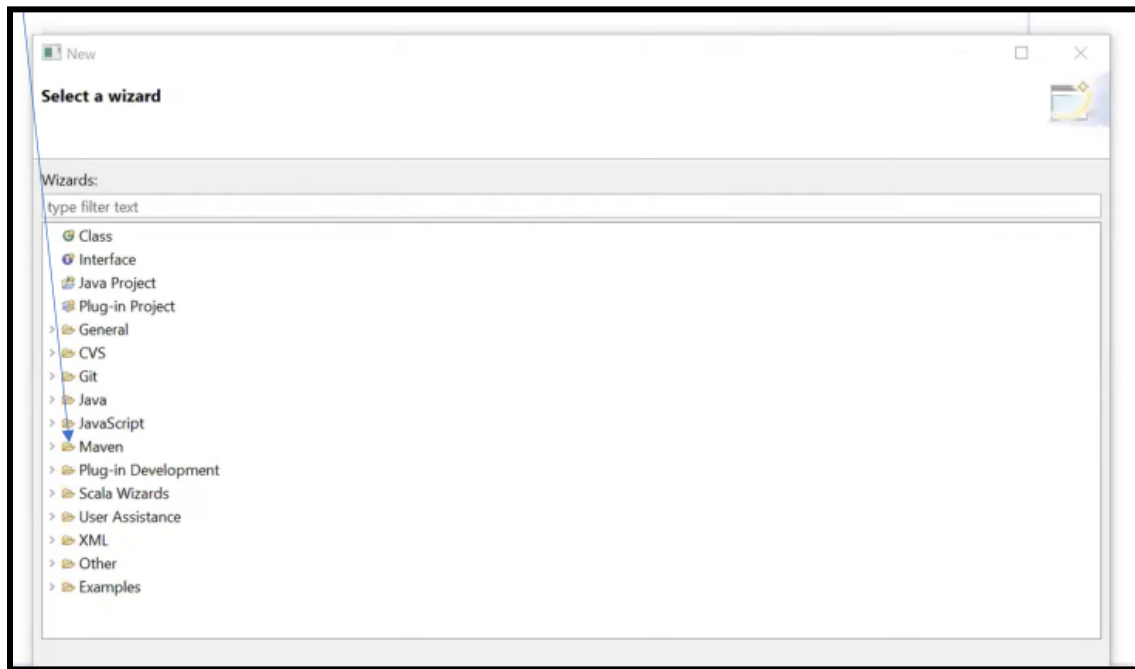 New
Select a wizard
Wizards:
type filter text
Class
Interface
Java Project
Plug-in Project
General
CVS
Git
Java
JavaScript
Maven
Plug-in Development
Scala Wizards
User Assistance
XML
Other
Examples